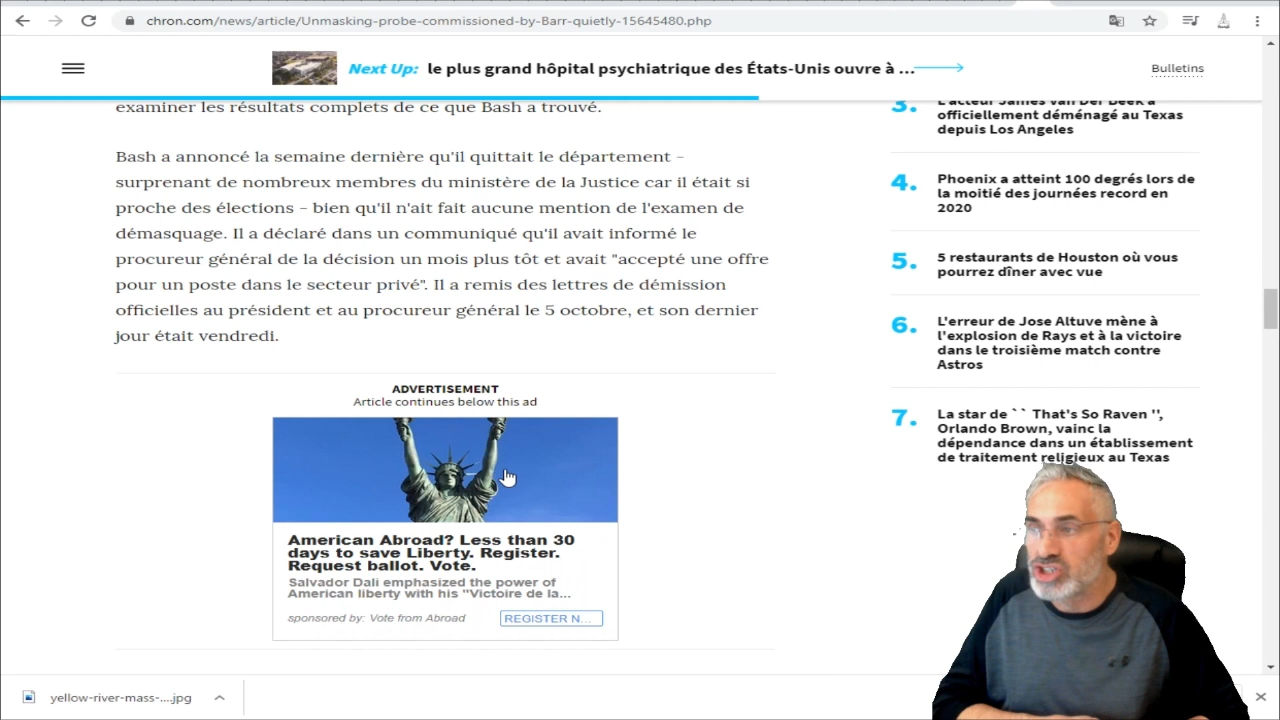 chron.com/news/article/Unmasking-probe-commissioned-by-Barr-quietly-15645480.php
Next Up: le plus grand hôpital psychiatrique des États-Unis ouvre à ...
Bulletins
examiner les résultats complets de ce que Bash a trouvé.
Bash a annoncé la semaine dernière qu'il quittait le département -
surprenant de nombreux membres du ministère de la Justice car il était si
proche des élections - bien qu'il n'ait fait aucune mention de l'examen de
démasquage. Il a déclaré dans un communiqué qu'il avait informé le
procureur général de la décision un mois plus tôt et avait "accepté une offre
pour un poste dans le secteur privé". Il a remis des lettres de démission
officielles au président et au procureur général le 5 octobre, et son dernier
jour était vendredi.
ADVERTISEMENT
Article continues below this ad
American Abroad? Less than 30
days to save Liberty. Register.
Request ballot. Vote.
Salvador Dali emphasized the power of
American liberty with his "Victoire de la...
sponsored by: Vote from Abroad
REGISTER N...
3.
L'acteur James Van Der Beek a
officiellement déménagé au Texas
depuis Los Angeles
4.
Phoenix a atteint 100 degrés lors de
la moitié des journées record en
2020
5.
5 restaurants de Houston où vous
pourrez dîner avec vue
6.
L'erreur de Jose Altuve mène à
l'explosion de Rays et à la victoire
dans le troisième match contre
Astros
7.
La star de `` That's So Raven '',
Orlando Brown, vainc la
dépendance dans un établissement
de traitement religieux au Texas
yellow-river-mass-....jpg